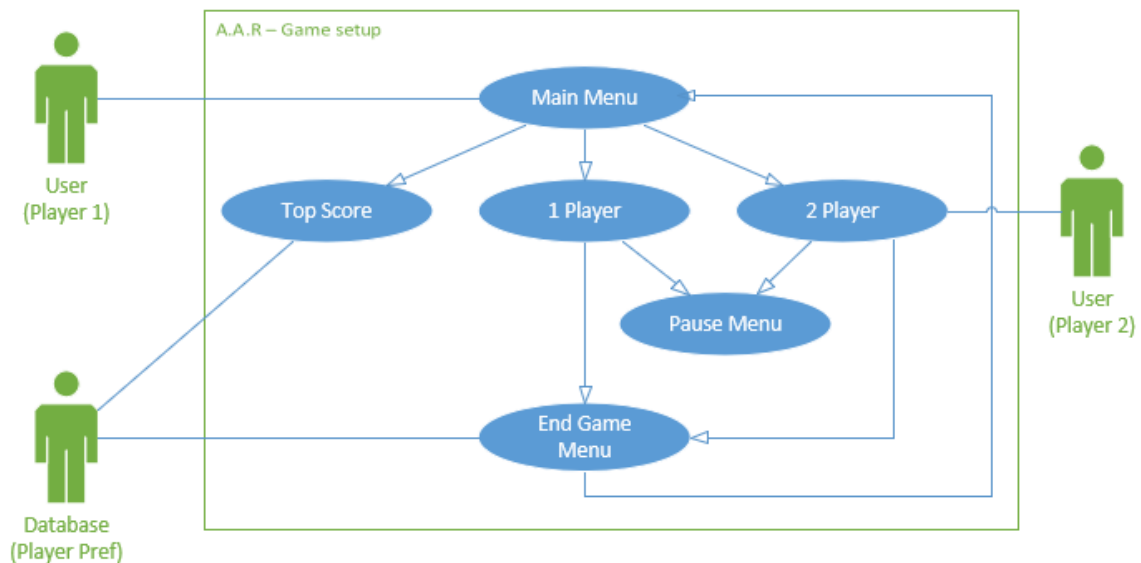 A.A.R – Game setup
Main Menu
User
(Player 1)
Top Score
1 Player
2 Player
User
(Player 2)
Pause Menu
End Game
Menu
Database
(Player Pref)